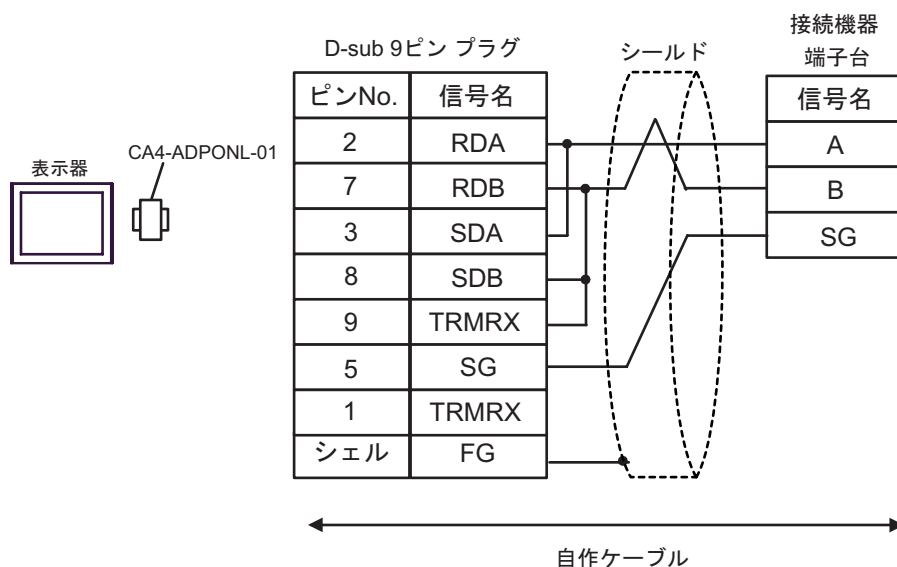 接続機器
端子台
D-sub 9ピン プラグ
シールド
ピンNo. 信号名
信号名
2 RDA
A
7 RDB
B
3 SDA
SG
8 SDB
9 TRMRX
5 SG
1 TRMRX
シェル FG
表示器
CA4-ADPONL-01
自作ケーブル